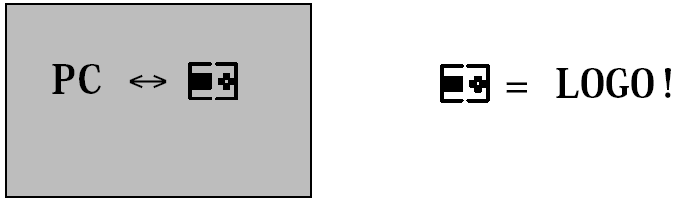 PC ↔
= LOGO!